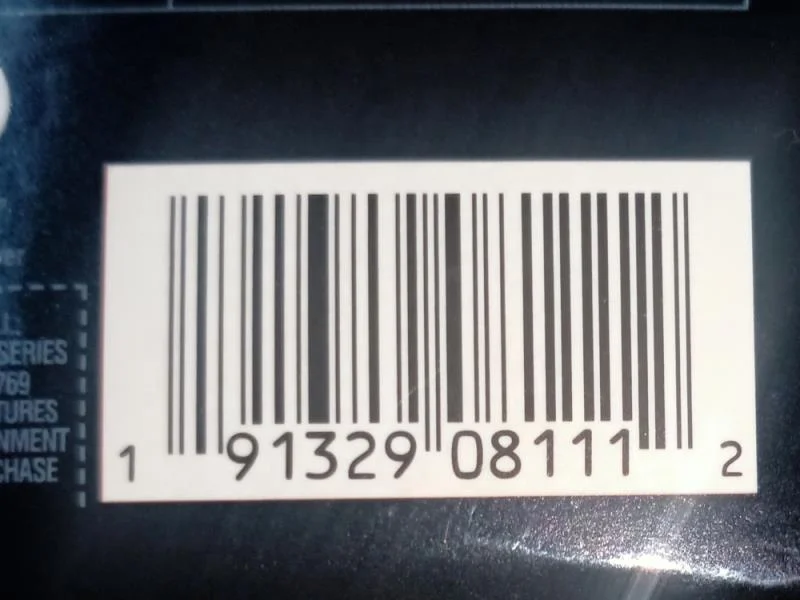 SERIES
769
TURES
NMENT
CHASE
1 91329 08111 2